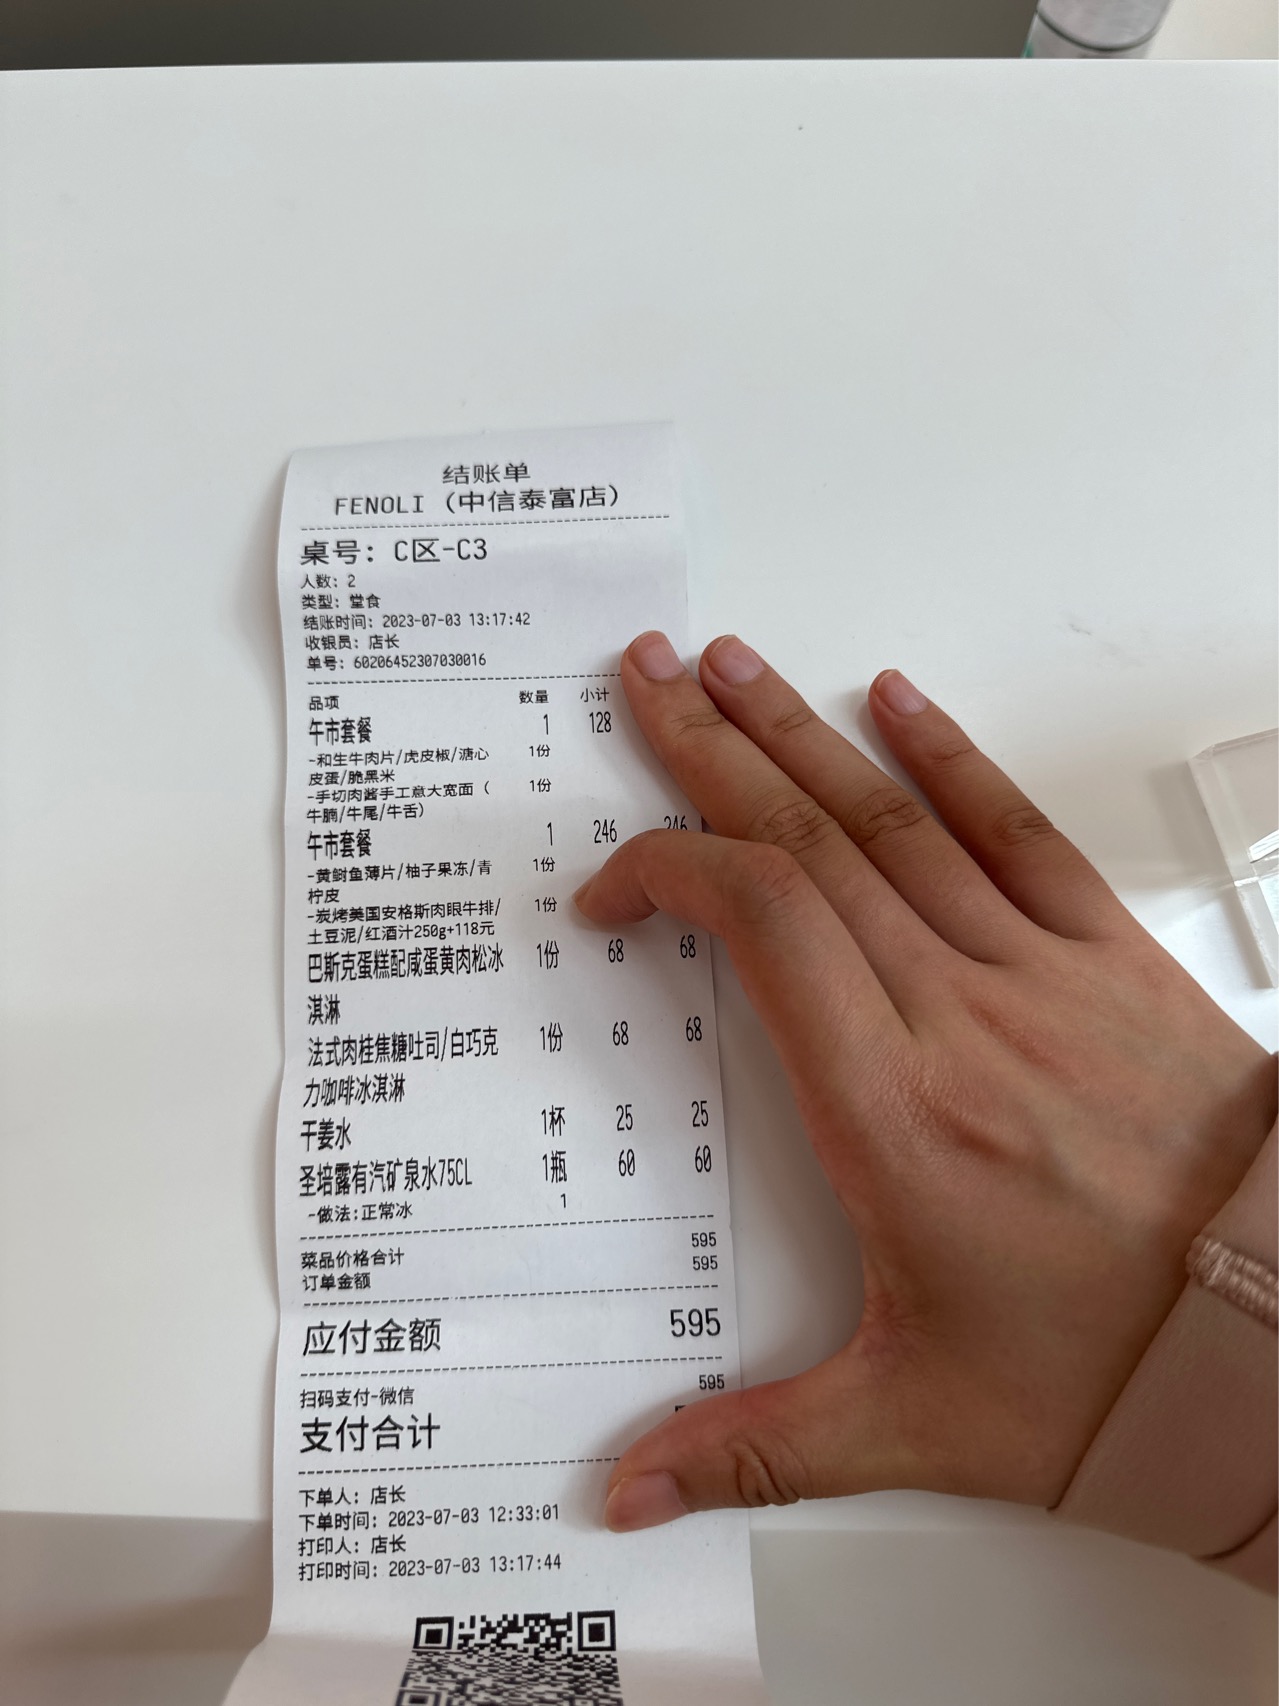 结账单
FENOLI (中信泰富店)
桌号: C区-C3
人数: 2
类型: 堂食
结账时间: 2023-07-03 13:17:42
收银员: 店长
单号: 60206452307030016
品项 数量 小计
午市套餐 1 128
-和生牛肉片/虎皮椒/溏心 1份
皮蛋/脆黑米
-手切肉酱手工意大宽面 ( 1份
牛腩/牛尾/牛舌)
午市套餐 1 246 246
-黄鲥鱼薄片/柚子果冻/青 1份
柠皮
-炭烤美国安格斯肉眼牛排/ 1份
土豆泥/红酒汁250g+118元
巴斯克蛋糕配咸蛋黄肉松冰 1份 68 68
淇淋
法式肉桂焦糖吐司/白巧克 1份 68 68
力咖啡冰淇淋
干姜水 1杯 25 25
圣培露有汽矿泉水75CL 1瓶 60 60
-做法:正常冰 1
菜品价格合计 595
订单金额 595
应付金额 595
扫码支付-微信 595
支付合计
下单人: 店长
下单时间: 2023-07-03 12:33:01
打印人: 店长
打印时间: 2023-07-03 13:17:44